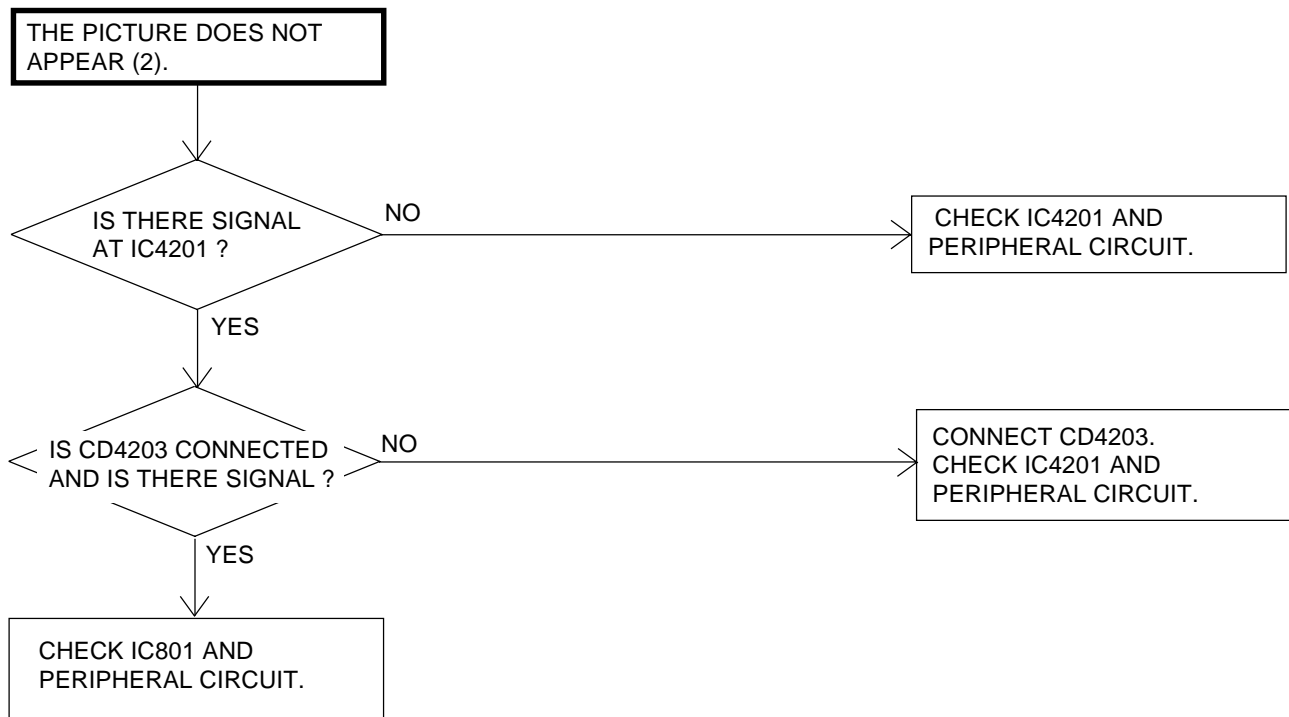 THE PICTURE DOES NOT
APPEAR (2).
IS THERE SIGNAL
AT IC4201 ?
NO
CHECK IC4201 AND
PERIPHERAL CIRCUIT.
YES
IS CD4203 CONNECTED
AND IS THERE SIGNAL ?
NO
CONNECT CD4203.
CHECK IC4201 AND
PERIPHERAL CIRCUIT.
YES
CHECK IC801 AND
PERIPHERAL CIRCUIT.